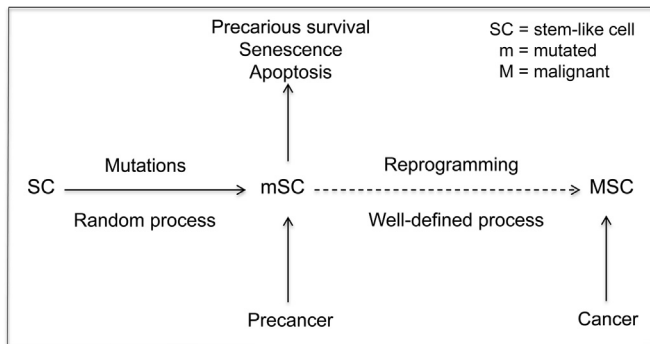 Precarious survival
Senescence
Apoptosis
SC = stem-like cell
m = mutated
M = malignant
Mutations
Reprogramming
SC
mSC
MSC
Random process
Well-defined process
Precancer
Cancer